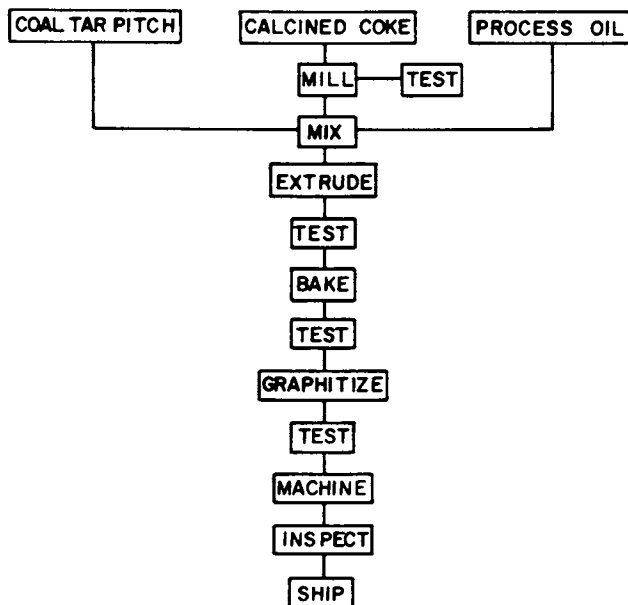 COAL TAR PITCH
CALCINED COKE
PROCESS OIL
MILL
TEST
MIX
EXTRUDE
TEST
BAKE
TEST
GRAPHITIZE
TEST
MACHINE
INSPECT
SHIP